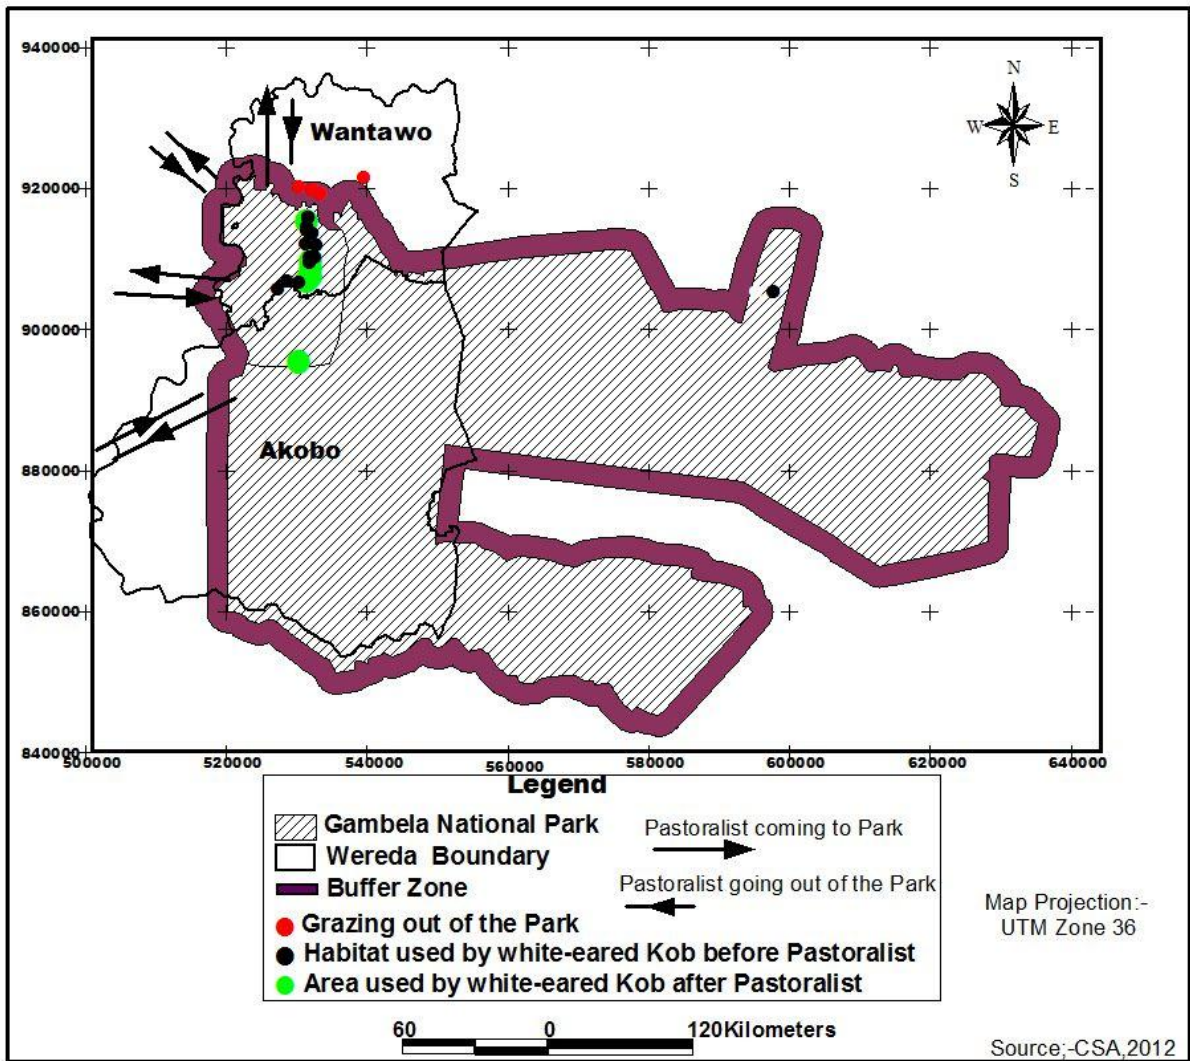 940000
920000
900000
880000
860000
840000
500000
520000
540000
560000
580000
600000
620000
640000
N
W
E
S
Wantawo
Akobo
Legend
Gambela National Park
Wereda Boundary
Buffer Zone
Grazing out of the Park
Habitat used by white-eared Kob before Pastoralist
Area used by white-eared Kob after Pastoralist
Pastoralist coming to Park
Pastoralist going out of the Park
Map Projection:-
UTM Zone 36
60 0 120Kilometers
Source;-CSA,2012